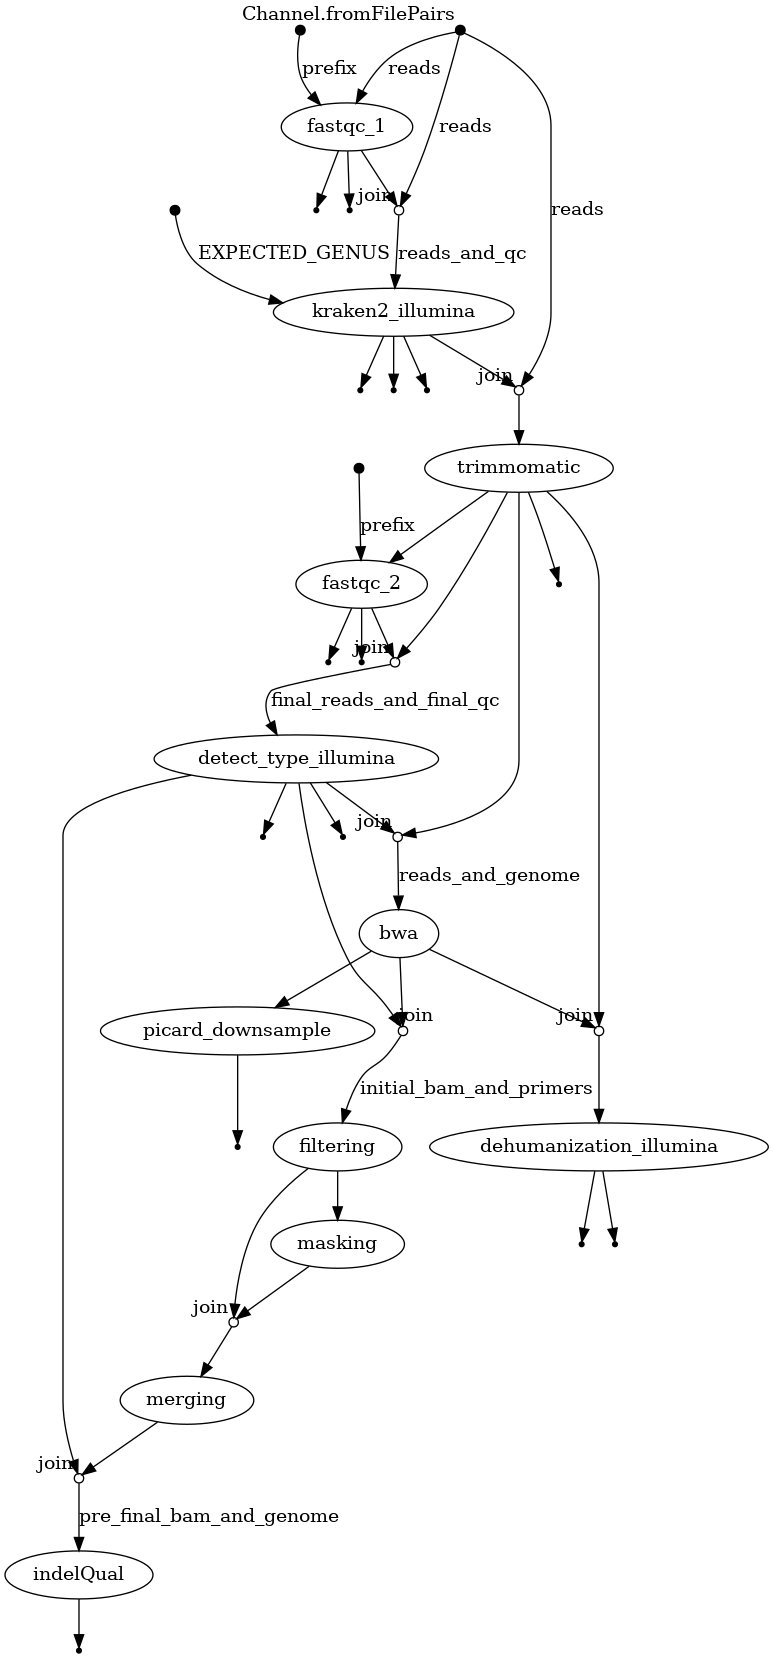 Channel.fromFilePairs
prefix
reads
fastqc_1
reads
join
reads
EXPECTED_GENUS
reads_and_qc
kraken2_illumina
join
trimmomatic
prefix
fastqc_2
join
final_reads_and_final_qc
detect_type_illumina
join
reads_and_genome
bwa
join
join
picard_downsample
initial_bam_and_primers
filtering
dehumanization_illumina
masking
join
merging
join
pre_final_bam_and_genome
indelQual